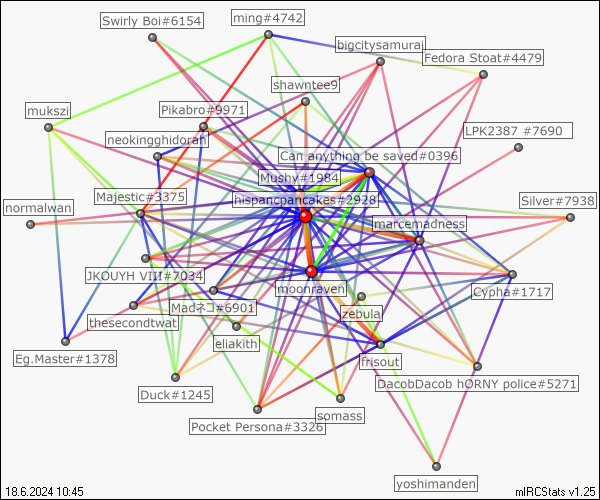 Swirly Boi#6154
ming#4742
bigcitysamurai
Fedora Stoat#4479
shawntee9
mukszi
Pikabro#9971
neokingghidorah
LPK2387 #7690
Can anything be saved#0396
Mushy#1984
Majestic#3375
hispancpancakes#2928
Silver#7938
normalwan
marcemadness
JKOUYH VIII#7034
moonraven
Cypha#1717
Madネコ#6901
zebula
thesecondtwat
eliakith
Eg.Master#1378
frisout
DacobDacob hORNY police#5271
Duck#1245
somass
Pocket Persona#3326
yoshimanden
18.6.2024 10:45
mIRCStats v1.25